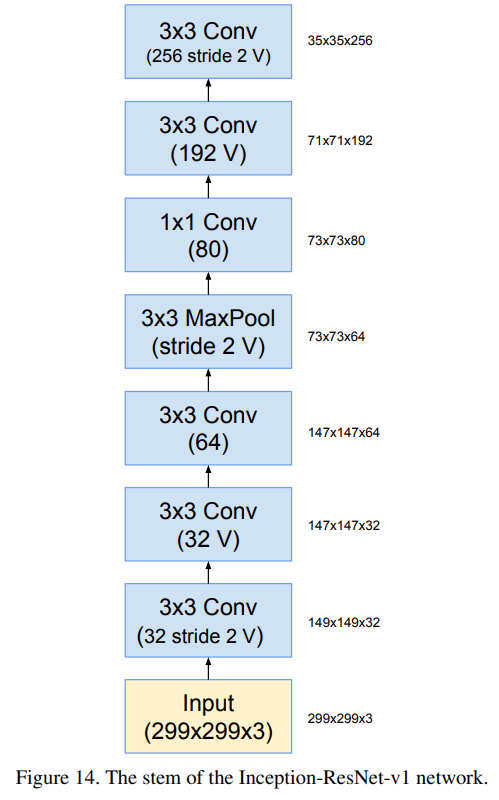 3x3 Conv
(256 stride 2 V)
35x35x256
3x3 Conv
(192 V)
71x71x192
1x1 Conv
(80)
73x73x80
3x3 MaxPool
(stride 2 V)
73x73x64
3x3 Conv
(64)
147x147x64
3x3 Conv
(32 V)
147x147x32
3x3 Conv
(32 stride 2 V)
149x149x32
Input
(299x299x3)
299x299x3
Figure 14. The stem of the Inception-ResNet-v1 network.